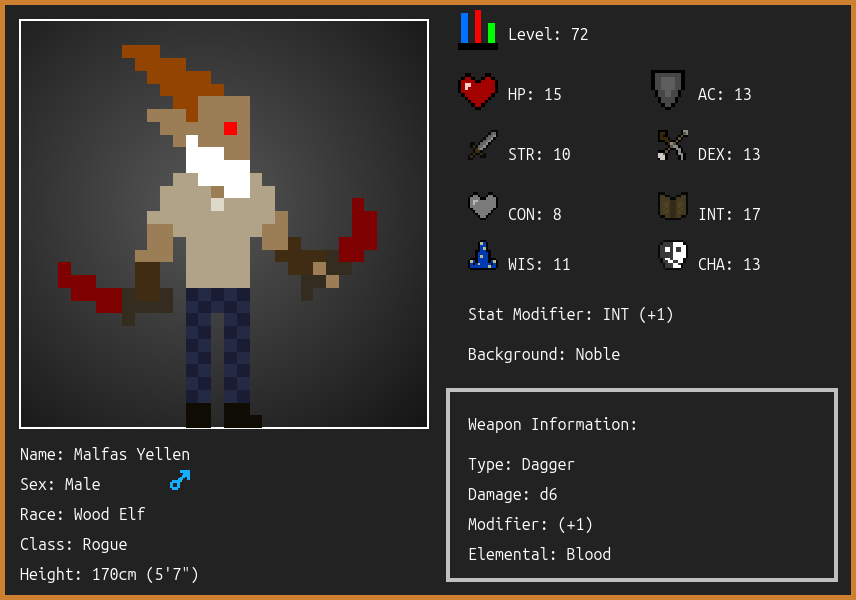 Level: 72
HP: 15
AC: 13
STR: 10
DEX: 13
CON: 8
INT: 17
WIS: 11
CHA: 13
Stat Modifier: INT (+1)
Background: Noble
Weapon Information:
Type: Dagger
Damage: d6
Modifier: (+1)
Elemental: Blood
Name: Malfas Yellen
Sex: Male
Race: Wood Elf
Class: Rogue
Height: 170cm (5'7")